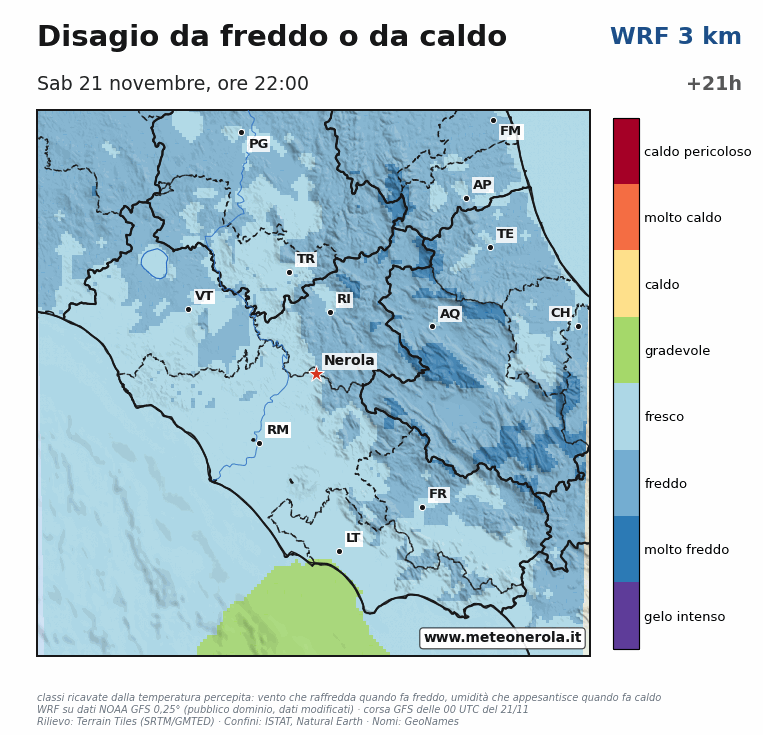 Disagio da freddo o da caldo
WRF 3 km
Sab 21 novembre, ore 22:00
+21h
FM
PG
AP
TE
TR
VT
RI
AQ
CH
Nerola
RM
FR
LT
www.meteonerola.it
caldo pericoloso
molto caldo
caldo
gradevole
fresco
freddo
molto freddo
gelo intenso
classi ricavate dalla temperatura percepita: vento che raffredda quando fa freddo, umidità che appesantisce quando fa caldo
WRF su dati NOAA GFS 0,25° (pubblico dominio, dati modificati) · corsa GFS delle 00 UTC del 21/11
Rilievo: Terrain Tiles (SRTM/GMTED) · Confini: ISTAT, Natural Earth · Nomi: GeoNames